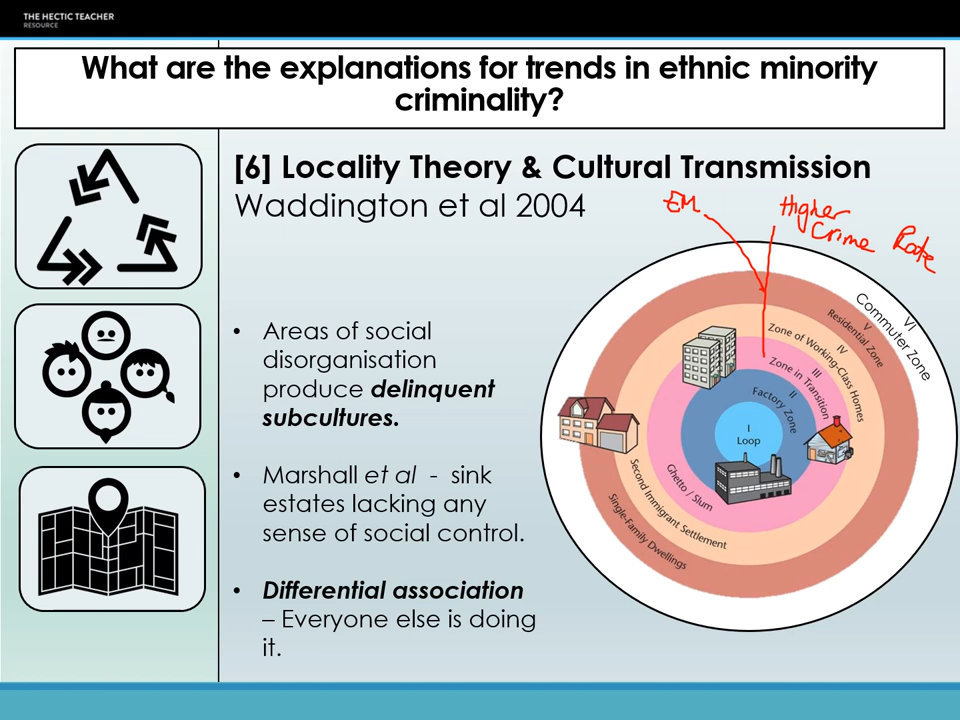 THE HECTIC TEACHER
RESOURCE
What are the explanations for trends in ethnic minority
criminality?
[6] Locality Theory & Cultural Transmission
Waddington et al 2004
EM
Higher
Crime Rate
• Areas of social
disorganisation
produce delinquent
subcultures.
• Marshall et al - sink
estates lacking any
sense of social control.
• Differential association
– Everyone else is doing
it.
VI
Commuter Zone
V
Residential Zone
IV
Zone of Working-Class Homes
III
Zone in Transition
II
Factory Zone
I
Loop
Ghetto / Slum
Second Immigrant Settlement
Single-Family Dwellings